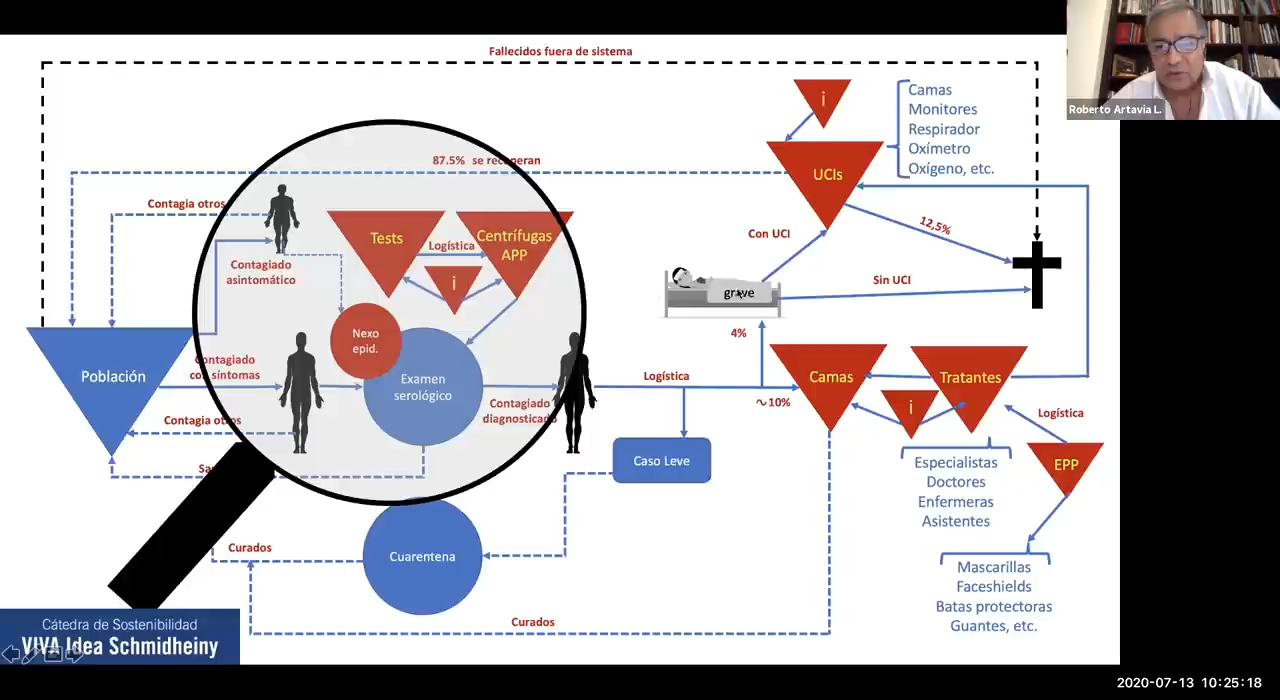 Fallecidos fuera de sistema
Roberto Artavia L.
i
Camas
Monitores
Respirador
Oxímetro
Oxígeno, etc.
UCIs
87.5% se recuperan
Contagia otros
Tests
Logística
Centrífugas
APP
i
Contagiado
asintomático
Con UCI
12,5%
grave
Sin UCI
4%
Nexo
epid.
Población
Contagiado
con síntomas
Examen
serológico
Contagiado
diagnosticado
Logística
~10%
Camas
Tratantes
i
Logística
Contagia otros
Caso Leve
EPP
Especialistas
Doctores
Enfermeras
Asistentes
Curados
Cuarentena
Mascarillas
Faceshields
Batas protectoras
Guantes, etc.
Curados
Cátedra de Sostenibilidad
VIVA Idea Schmidheiny
2020-07-13 10:25:18